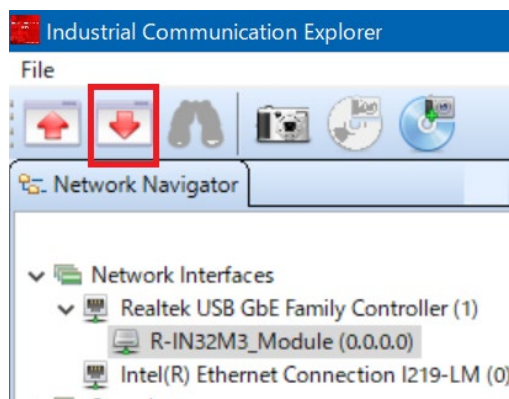 Industrial Communication Explorer
File
Network Navigator
Network Interfaces
Realtek USB GbE Family Controller (1)
R-IN32M3_Module (0.0.0.0)
Intel(R) Ethernet Connection I219-LM (0)